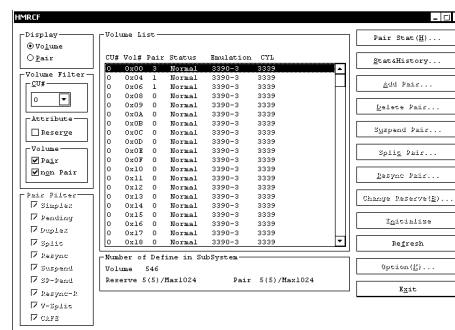 HMRCF
Display
Volume
Pair
Volume Filter
CU#
0
Attribute
Reserve
Volume
Pair
non Pair
Pair Filter
Simplex
Pending
Duplex
Split
Resync
Suspend
SP-Pend
Resync-R
V-Split
Volume List
CU# Vol# Pair Status Emulation CYL
0 0x00 3 Normal 3390-3 3339
0 0x04 1 Normal 3390-3 3339
0 0x06 1 Normal 3390-3 3339
0 0x08 0 Normal 3390-3 3339
0 0x09 0 Normal 3390-3 3339
0 0x0A 0 Normal 3390-3 3339
0 0x0B 0 Normal 3390-3 3339
0 0x0C 0 Normal 3390-3 3339
0 0x0D 0 Normal 3390-3 3339
0 0x0E 0 Normal 3390-3 3339
0 0x0F 0 Normal 3390-3 3339
0 0x10 0 Normal 3390-3 3339
0 0x11 0 Normal 3390-3 3339
0 0x12 0 Normal 3390-3 3339
0 0x13 0 Normal 3390-3 3339
0 0x14 0 Normal 3390-3 3339
0 0x15 0 Normal 3390-3 3339
0 0x16 0 Normal 3390-3 3339
0 0x17 0 Normal 3390-3 3339
0 0x18 0 Normal 3390-3 3339
Number of Define in SubSystem
Volume 546
Reserve 5(5)/Max1024 Pair 5(5)/Max1024
Pair Stat(H)...
Stat&History...
Add Pair...
Delete Pair...
Suspend Pair...
Split Pair...
Resync Pair...
Change Reserve(B)...
Initialize
Refresh
Option(M)...
Exit